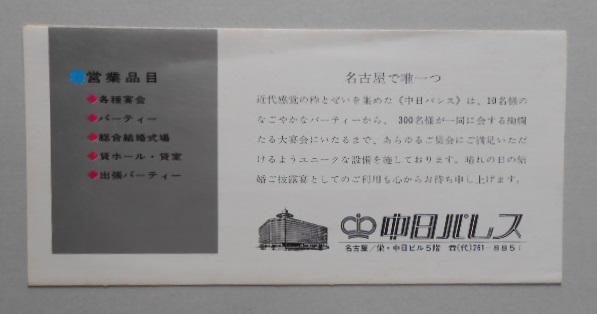 営業品目
各種宴会
パーティー
総合結婚式場
貸ホール・貸室
出張パーティー
名古屋で唯一つ
近代感覚の粋とぜいを集めた《中日パレス》は、10名様の
なごやかなパーティーから、300名様が一同に会する絢爛
たる大宴会にいたるまで、あらゆるご集会にご満足いただ
けるようユニークな設備を施しております。晴れの日の結
婚ご披露宴としてのご利用も心からお待ち申し上げます。
中日パレス
名古屋/栄・中日ビル5階 ☎(代)261-8851